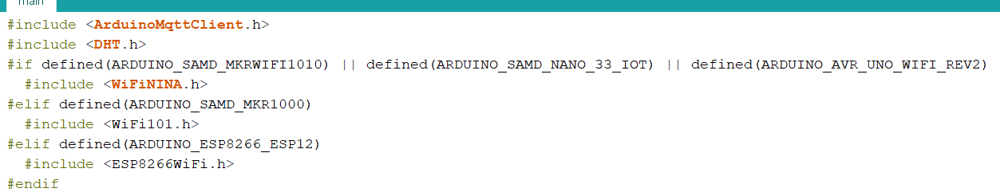 main
#include <ArduinoMqttClient.h>
#include <DHT.h>
#if defined(ARDUINO_SAMD_MKRWIFI1010) || defined(ARDUINO_SAMD_NANO_33_IOT) || defined(ARDUINO_AVR_UNO_WIFI_REV2)
  #include <WiFiNINA.h>
#elif defined(ARDUINO_SAMD_MKR1000)
  #include <WiFi101.h>
#elif defined(ARDUINO_ESP8266_ESP12)
  #include <ESP8266WiFi.h>
#endif